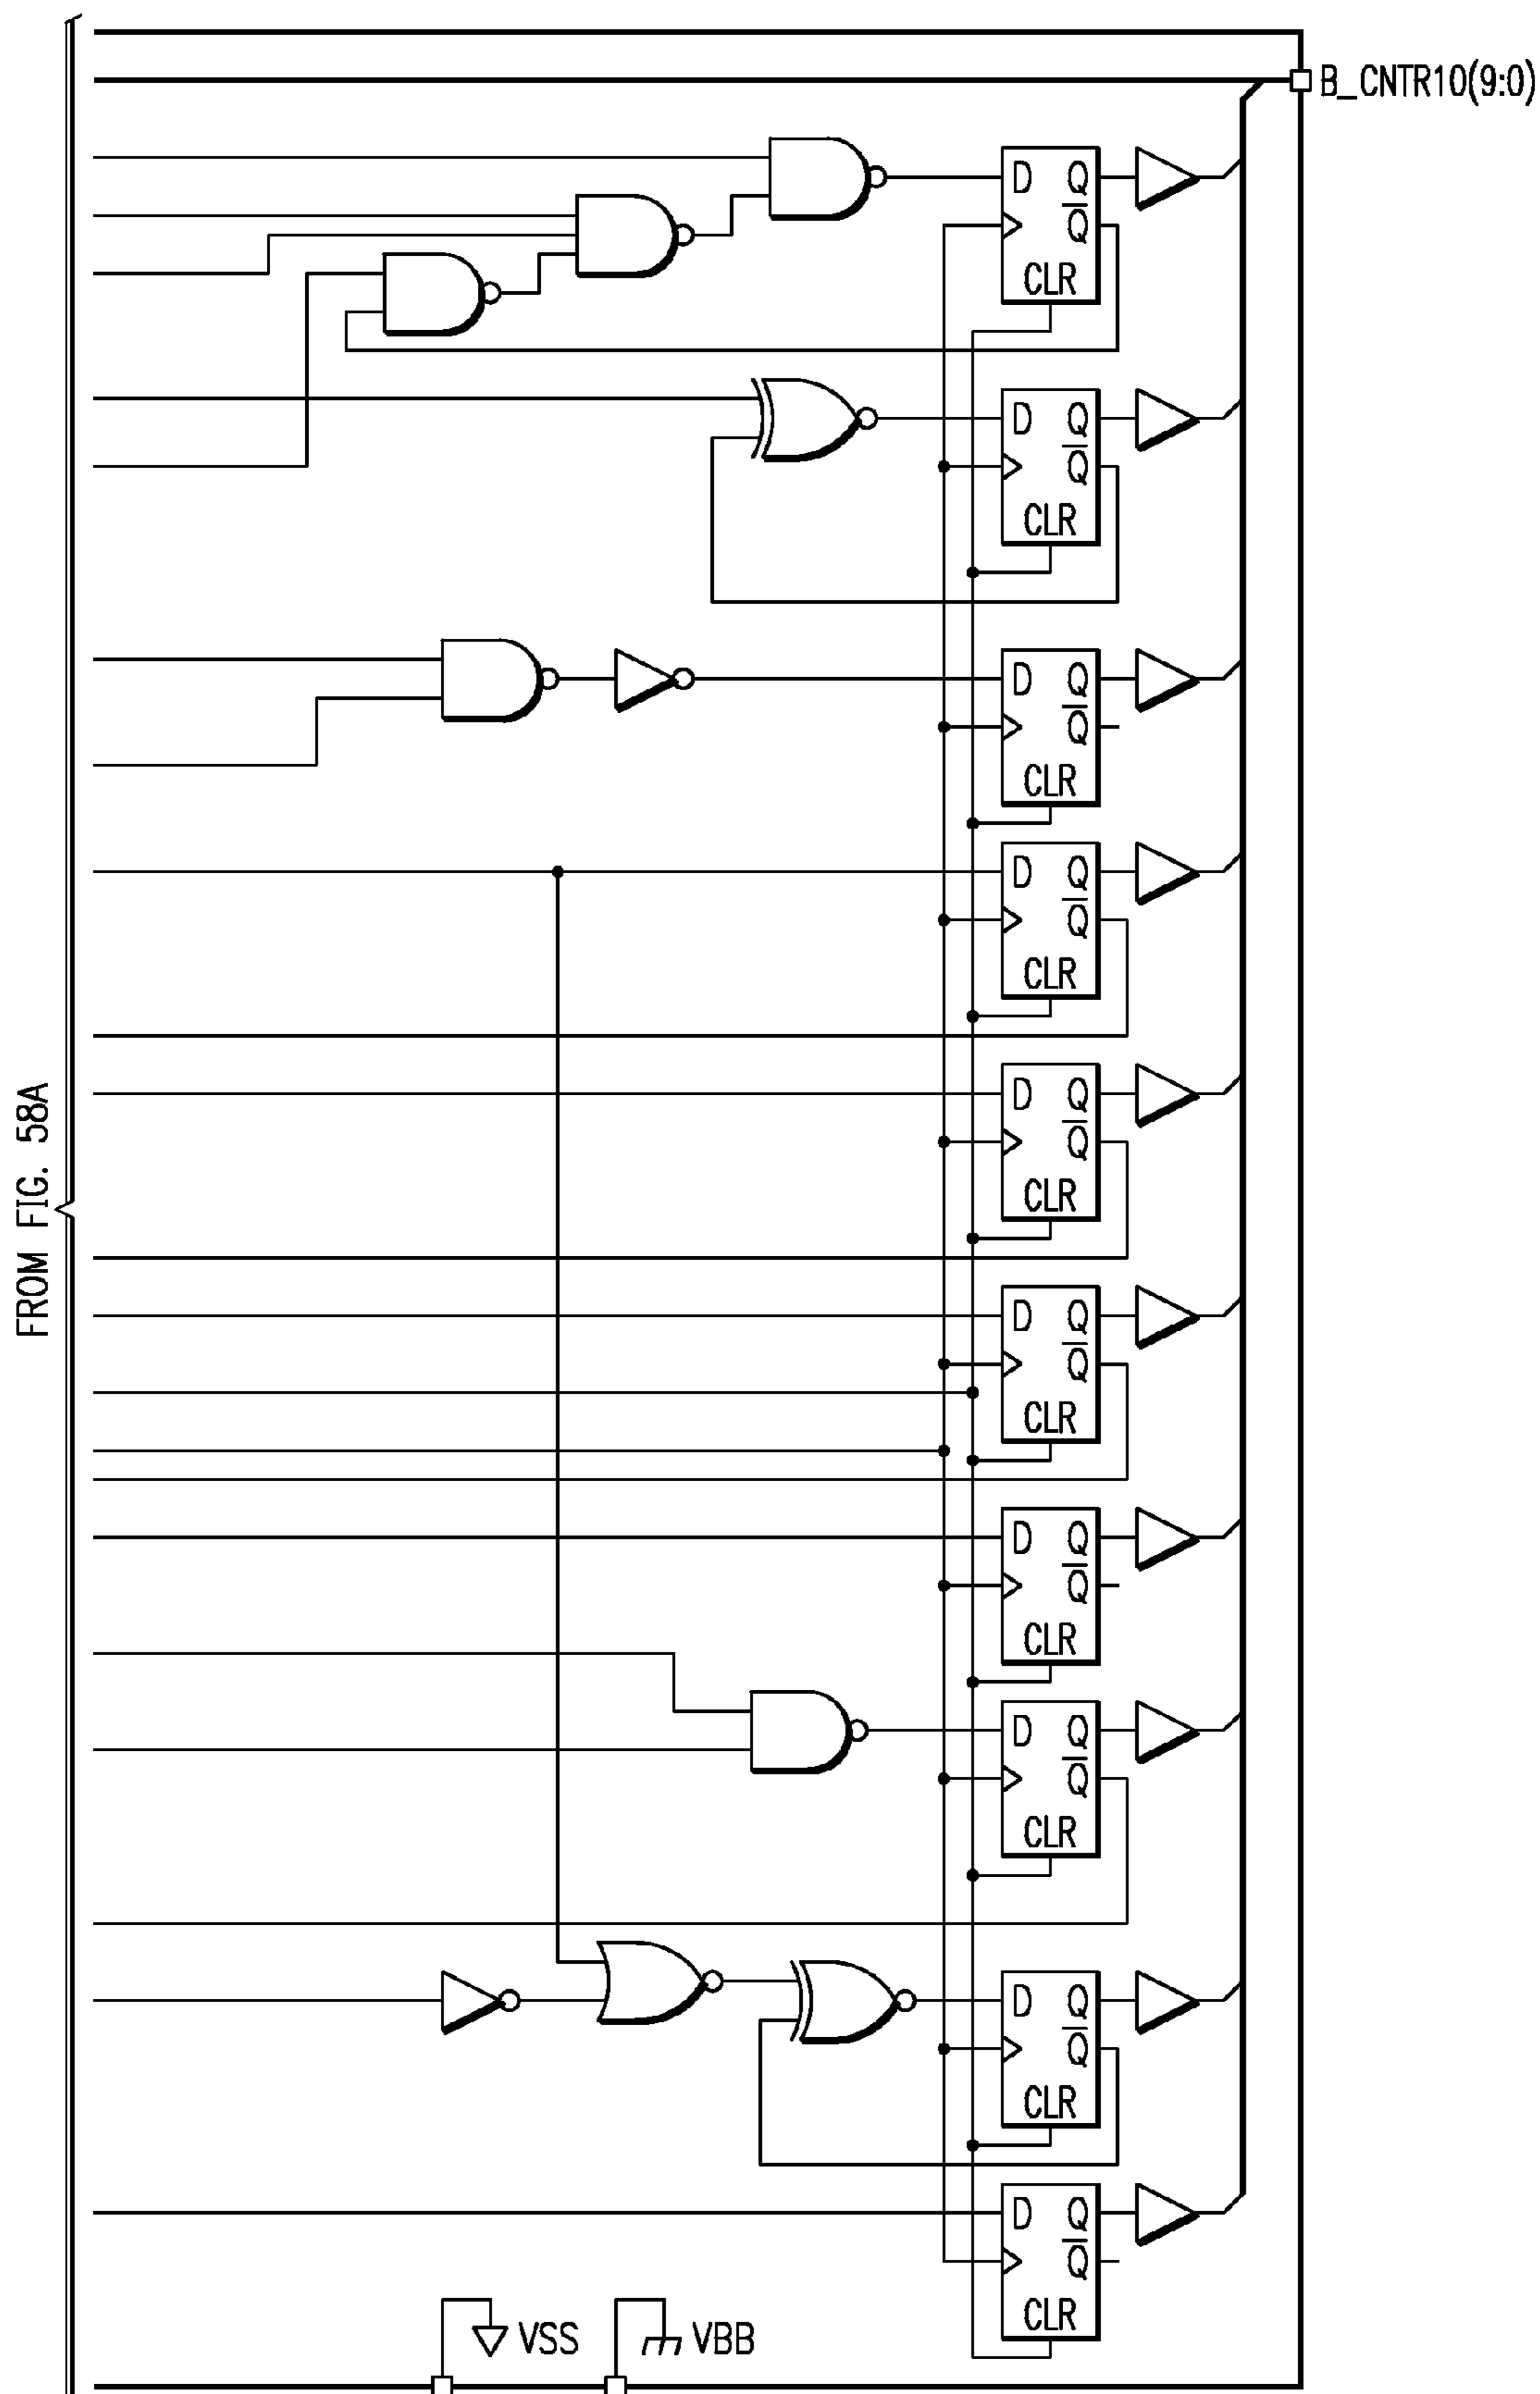 B_CNTR10(9:0)
D Q
Q
CLR
D Q
Q
CLR
D Q
Q
CLR
D Q
Q
CLR
D Q
Q
CLR
D Q
Q
CLR
D Q
Q
CLR
D Q
Q
CLR
D Q
Q
CLR
D Q
Q
CLR
FROM FIG. 58A
VSS
VBB